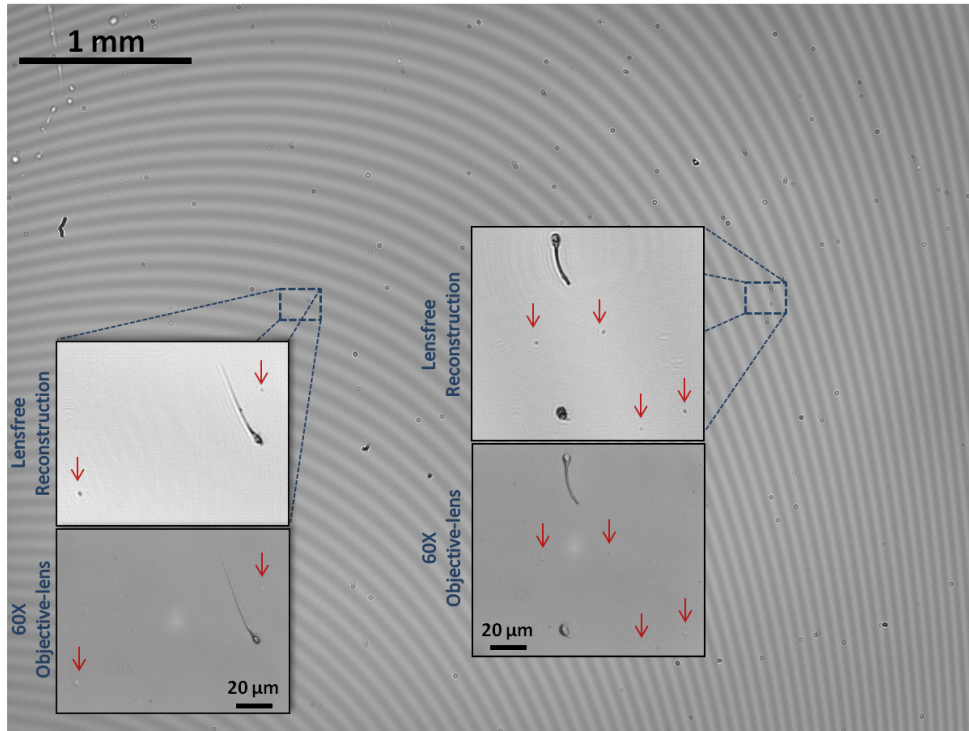 1 mm
Lensfree
Reconstruction
60X
Objective-lens
20 µm
Lensfree
Reconstruction
60X
Objective-lens
20 µm